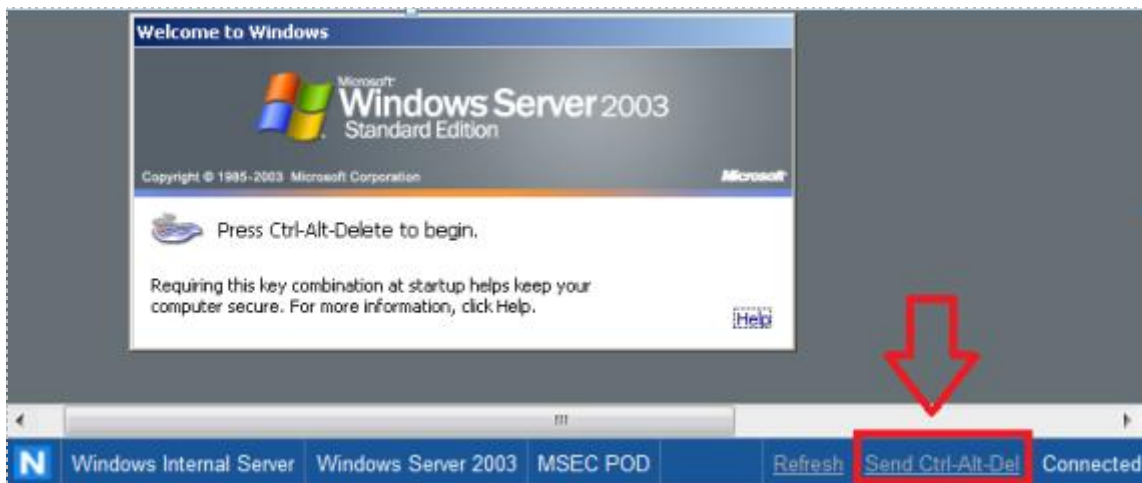 Welcome to Windows
Microsoft
Windows Server 2003
Standard Edition
Copyright © 1985-2003 Microsoft Corporation
Microsoft
Press Ctrl-Alt-Delete to begin.
Requiring this key combination at startup helps keep your
computer secure. For more information, click Help.
Help
N Windows Internal Server Windows Server 2003 MSEC POD Refresh Send Ctrl-Alt-Del Connected